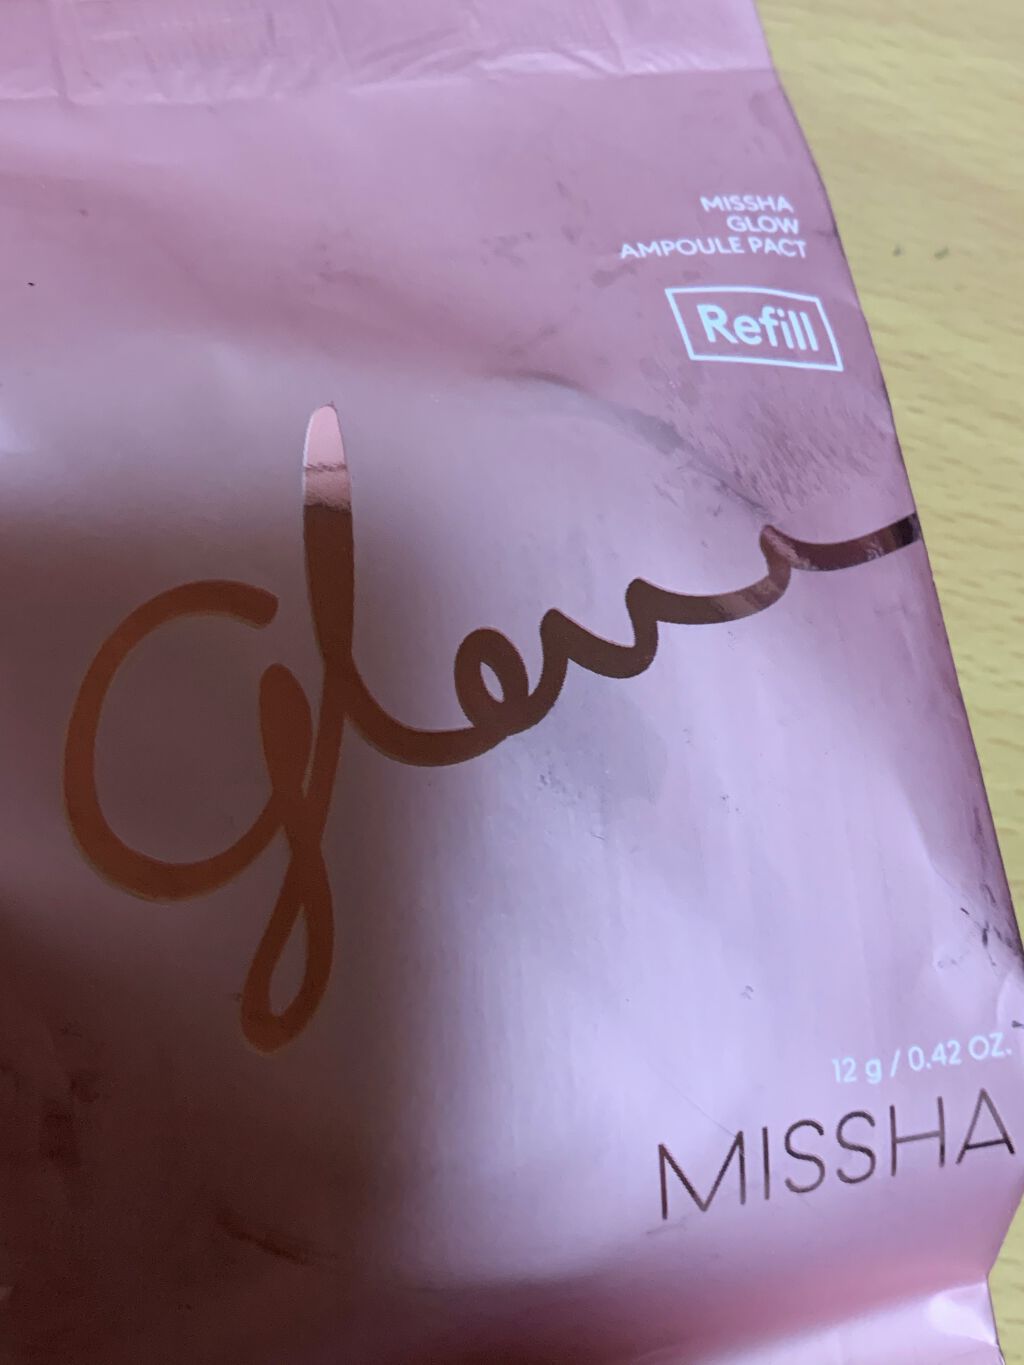 MISSHA
GLOW
AMPOULE PACT
Refill
glow
12 g / 0.42 OZ.
MISSHA